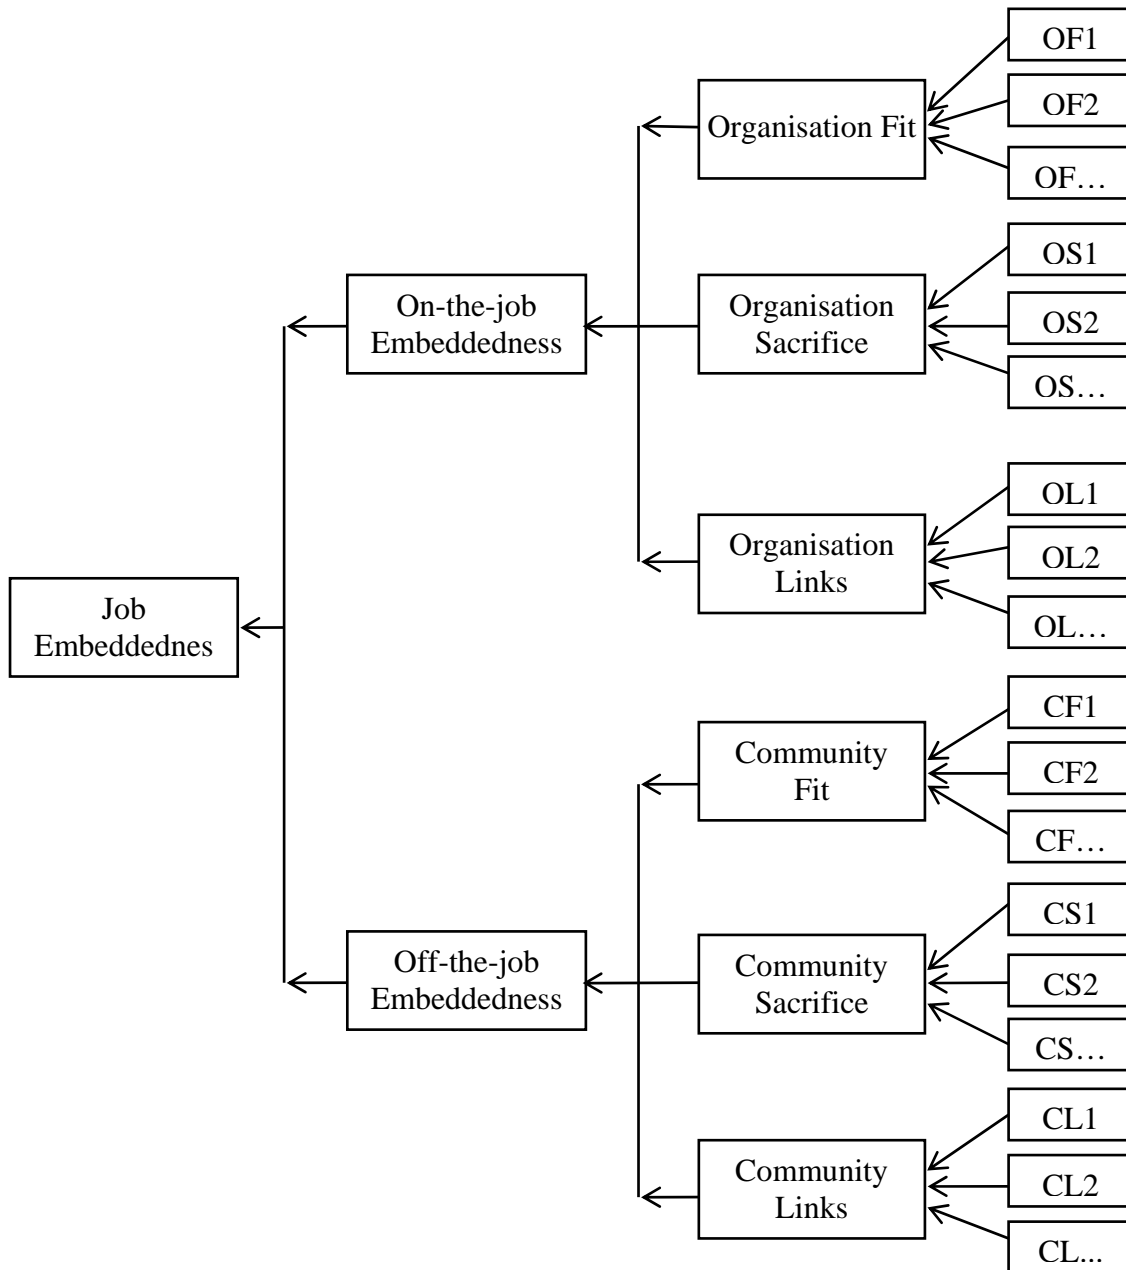 OF1
OF2
Organisation Fit
OF…
OS1
On-the-job
Embeddedness
Organisation
Sacrifice
OS2
OS…
OL1
Organisation
Links
OL2
OL…
Job
Embeddednes
CF1
Community
Fit
CF2
CF…
CS1
Off-the-job
Embeddedness
Community
Sacrifice
CS2
CS…
CL1
Community
Links
CL2
CL...